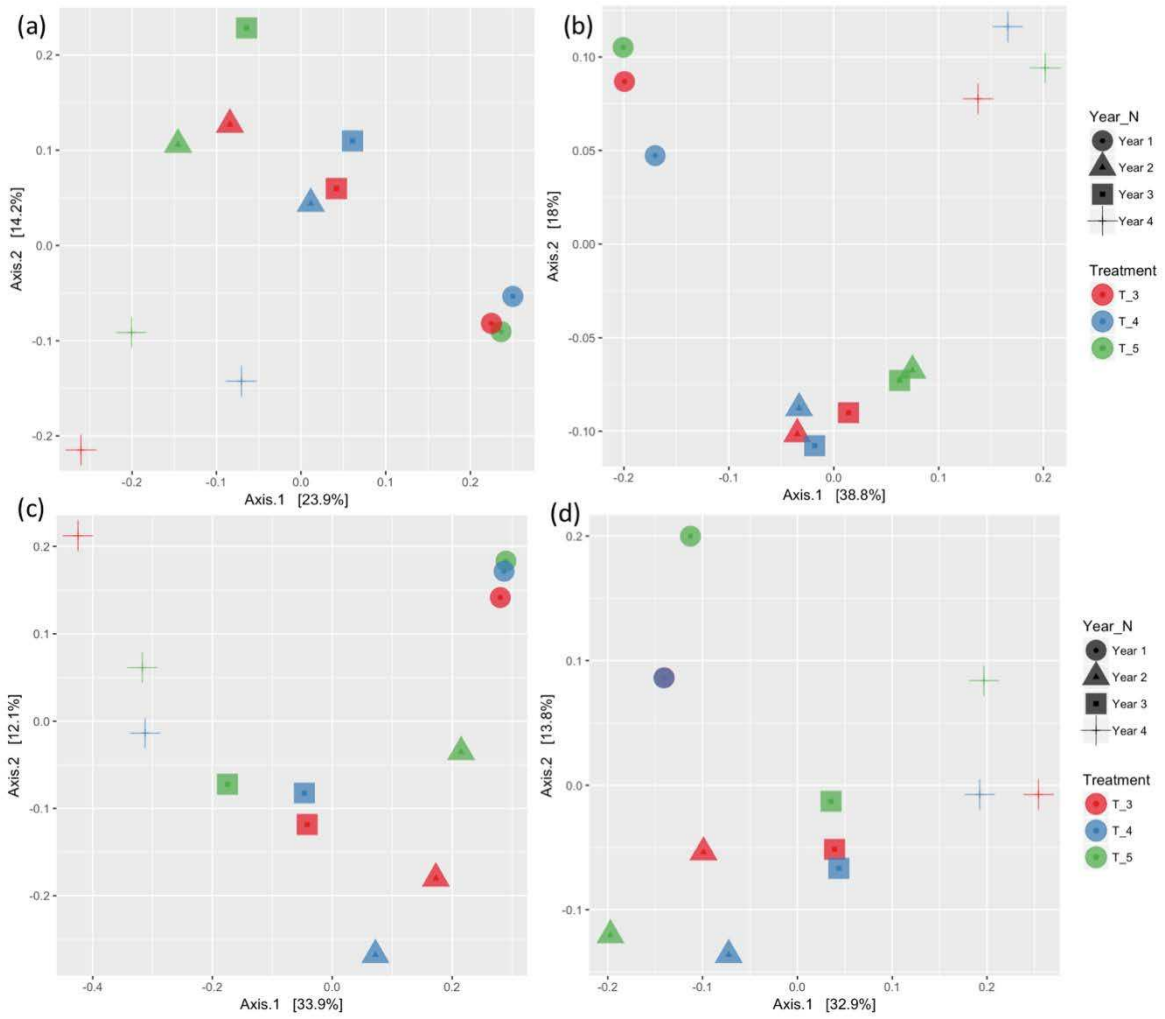 (a)
0.2
0.1
0.0
-0.1
-0.2
Axis.2 [14.2%]
-0.2
-0.1
0.0
0.1
0.2
Axis.1 [23.9%]
(b)
0.10
0.05
0.00
-0.05
-0.10
Axis.2 [18%]
-0.2
-0.1
0.0
0.1
0.2
Axis.1 [38.8%]
Year_N
Year 1
Year 2
Year 3
Year 4
Treatment
T_3
T_4
T_5
(c)
0.2
0.1
0.0
-0.1
-0.2
Axis.2 [12.1%]
-0.4
-0.2
0.0
0.2
Axis.1 [33.9%]
(d)
0.2
0.1
0.0
-0.1
Axis.2 [13.8%]
-0.2
-0.1
0.0
0.1
0.2
Axis.1 [32.9%]
Year_N
Year 1
Year 2
Year 3
Year 4
Treatment
T_3
T_4
T_5